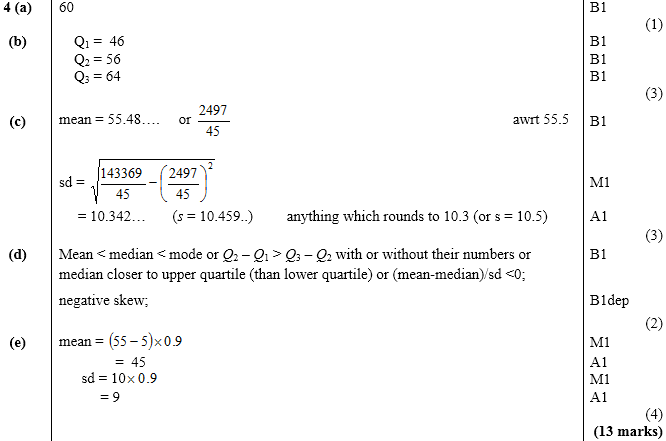 4 (a) 60 B1
(1)
(b) Q₁ = 46 B1
Q₂ = 56 B1
Q₃ = 64 B1
(3)
(c) mean = 55.48.... or 2497/45 awrt 55.5 B1
sd = √(143369/45 − (2497/45)²) M1
= 10.342... (s = 10.459..) anything which rounds to 10.3 (or s = 10.5) A1
(3)
(d) Mean < median < mode or Q₂ – Q₁ > Q₃ – Q₂ with or without their numbers or B1
median closer to upper quartile (than lower quartile) or (mean-median)/sd <0;
negative skew; B1dep
(2)
(e) mean = (55 − 5)×0.9 M1
= 45 A1
sd = 10×0.9 M1
= 9 A1
(4)
(13 marks)